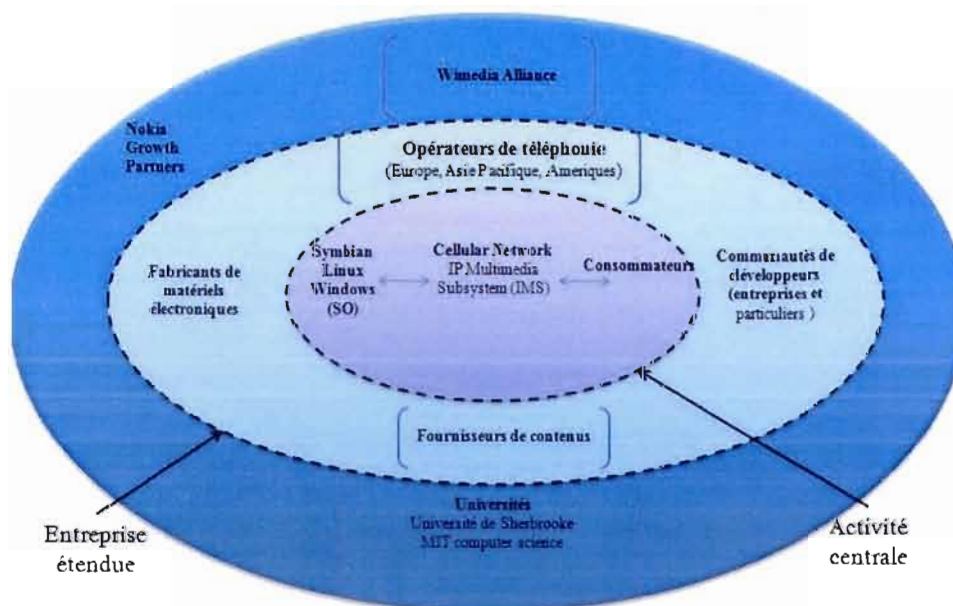 Wimedia Alliance
Nokia
Growth
Partners
Opérateurs de téléphonie
(Europe, Asie Pacifique, Ameriques)
Fabricants de
matériels
électroniques
Symbian
Linux
Windows
(SO)
Cellular Network
IP Multimedia
Subsystem (IMS)
Consommateurs
Communautés de
développeurs
(entreprises et
particuliers )
Fournisseurs de contenus
Universités
Université de Sherbrooke
MIT computer science
Entreprise
étendue
Activité
centrale